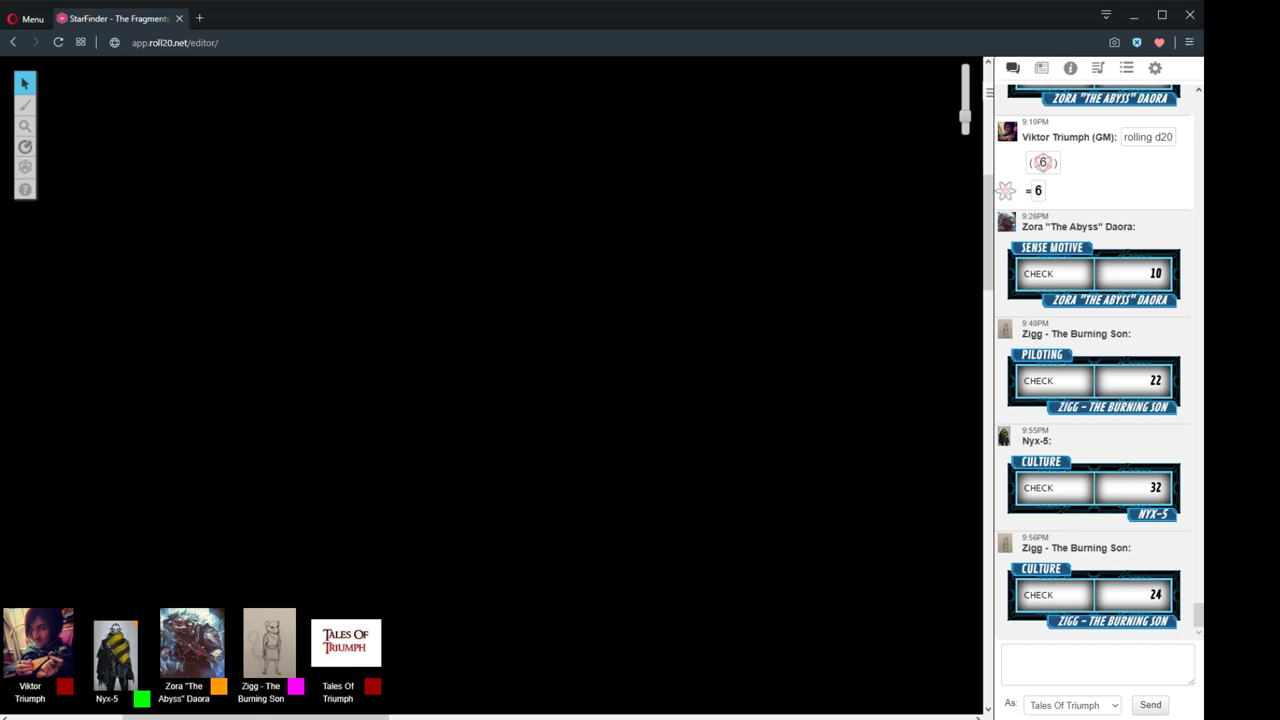 Menu
StarFinder - The Fragments
app.roll20.net/editor/
ZORA "THE ABYSS" DAORA
9:10PM
Viktor Triumph (GM): rolling d20
(6)
=6
9:26PM
Zora "The Abyss" Daora:
SENSE MOTIVE
CHECK 10
ZORA "THE ABYSS" DAORA
9:40PM
Zigg - The Burning Son:
PILOTING
CHECK 22
ZIGG - THE BURNING SON
9:55PM
Nyx-5:
CULTURE
CHECK 32
NYX-5
9:56PM
Zigg - The Burning Son:
CULTURE
CHECK 24
ZIGG - THE BURNING SON
TALES OF
TRIUMPH
Viktor
Triumph
Nyx-5
Zora "The
Abyss" Daora
Zigg - The
Burning Son
Tales Of
Triumph
As: Tales Of Triumph Send